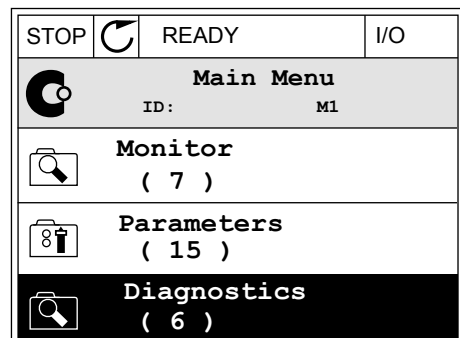 STOP READY I/O
Main Menu
ID: M1
Monitor
( 7 )
Parameters
( 15 )
Diagnostics
( 6 )